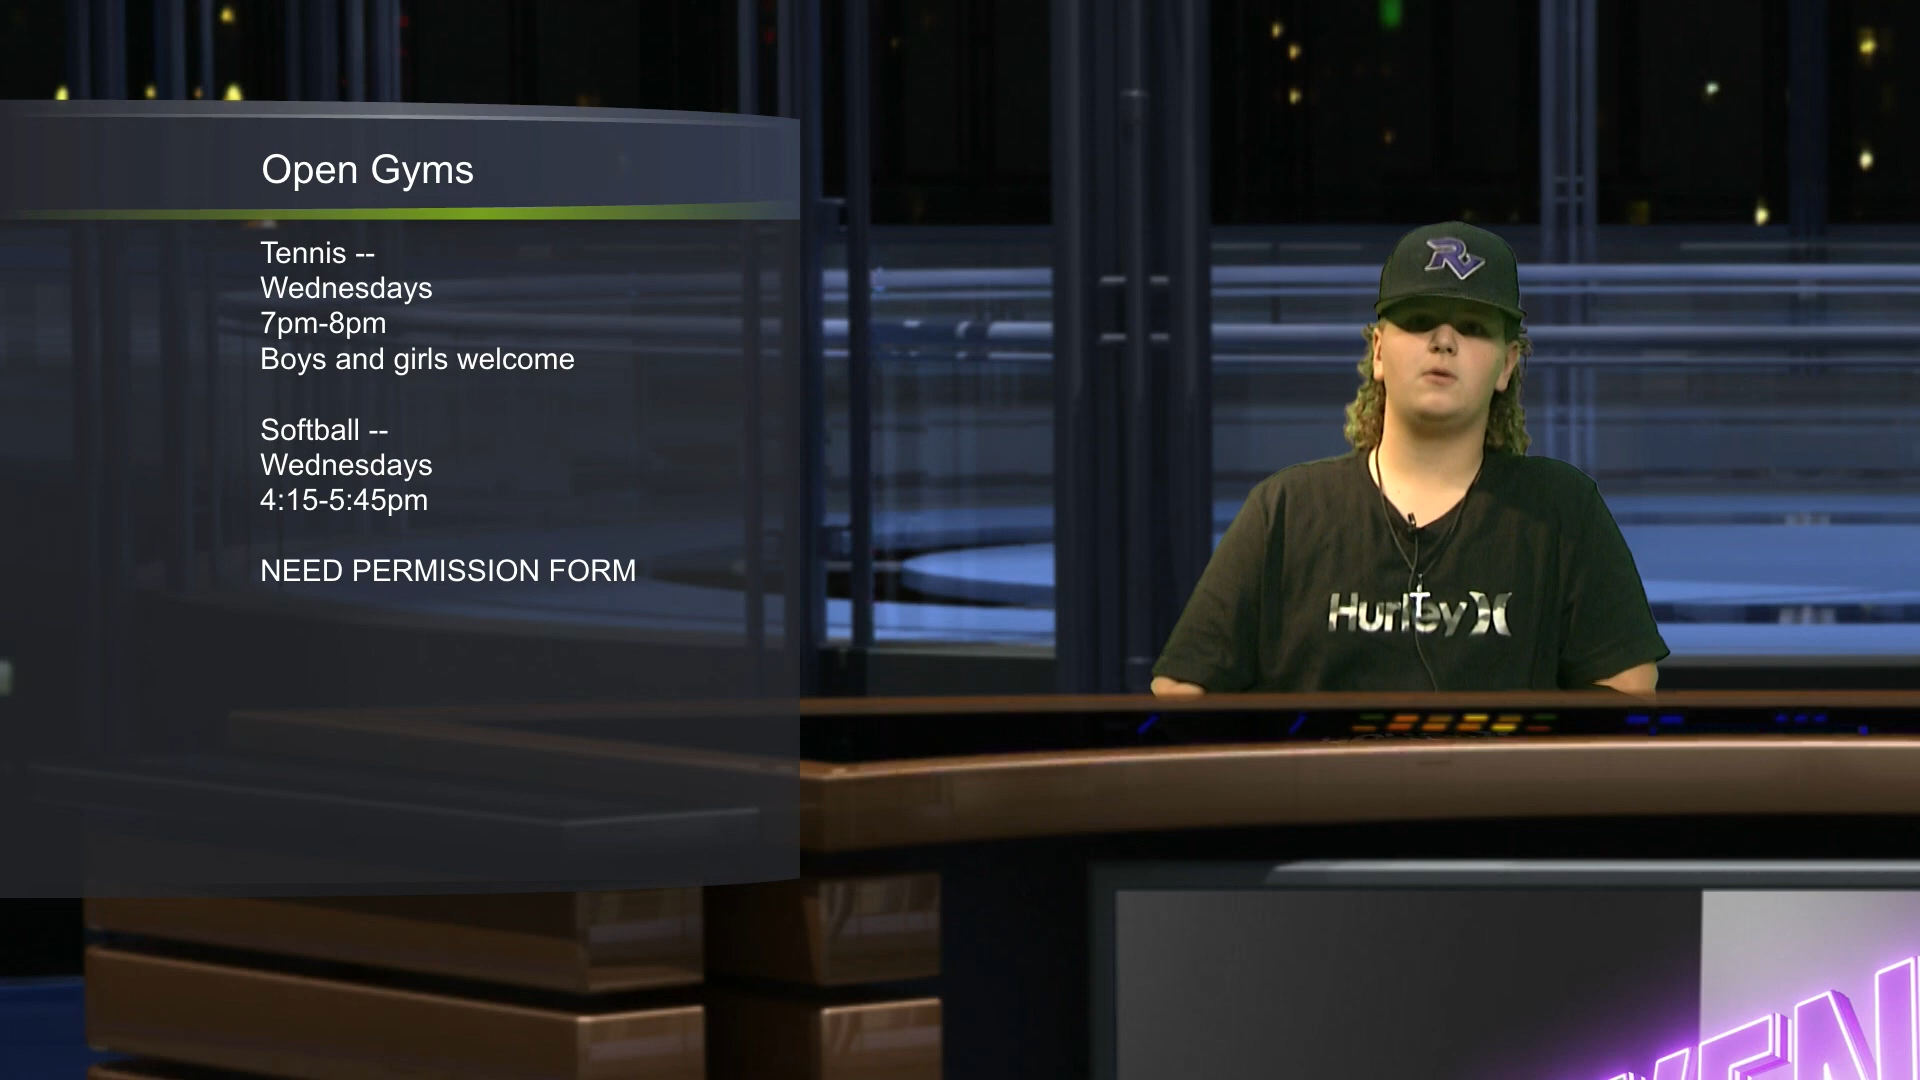 Open Gyms
Tennis --
Wednesdays
7pm-8pm
Boys and girls welcome
Softball --
Wednesdays
4:15-5:45pm
NEED PERMISSION FORM
RV
Hurley